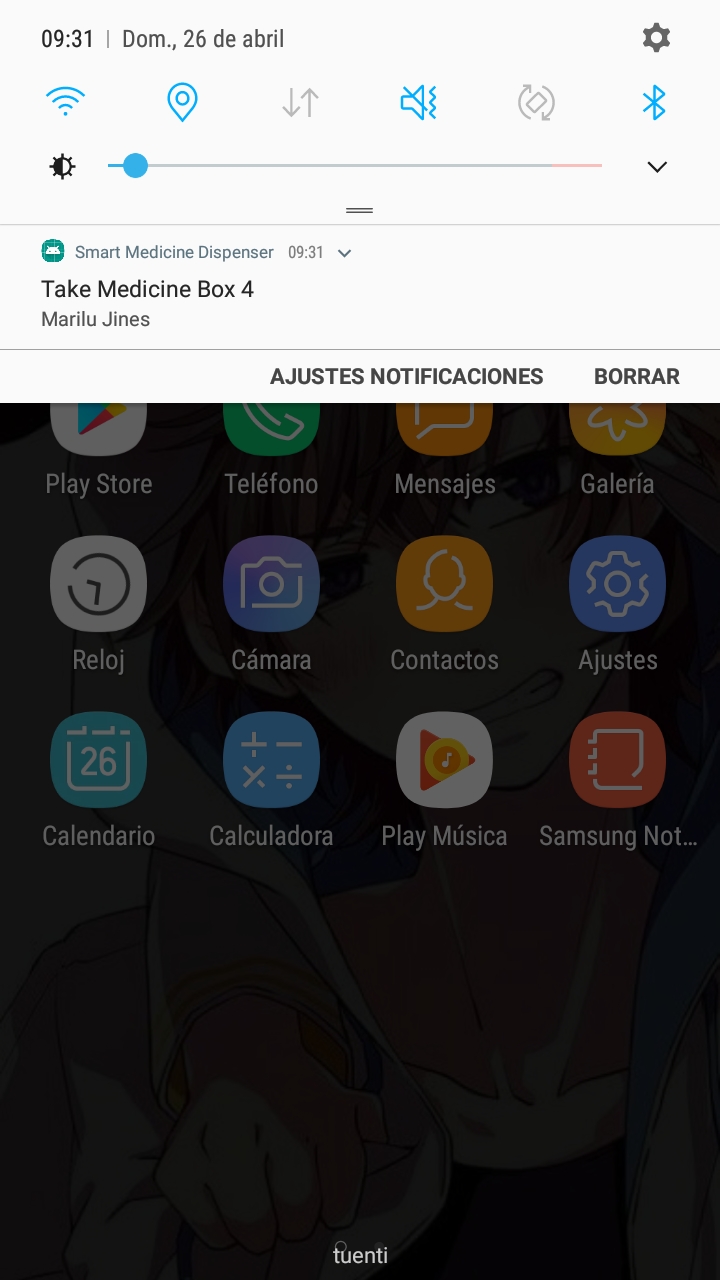 09:31 | Dom., 26 de abril
Smart Medicine Dispenser 09:31
Take Medicine Box 4
Marilu Jines
AJUSTES NOTIFICACIONES BORRAR
Play Store Teléfono Mensajes Galería
Reloj Cámara Contactos Ajustes
26
Calendario Calculadora Play Música Samsung Not...
tuenti